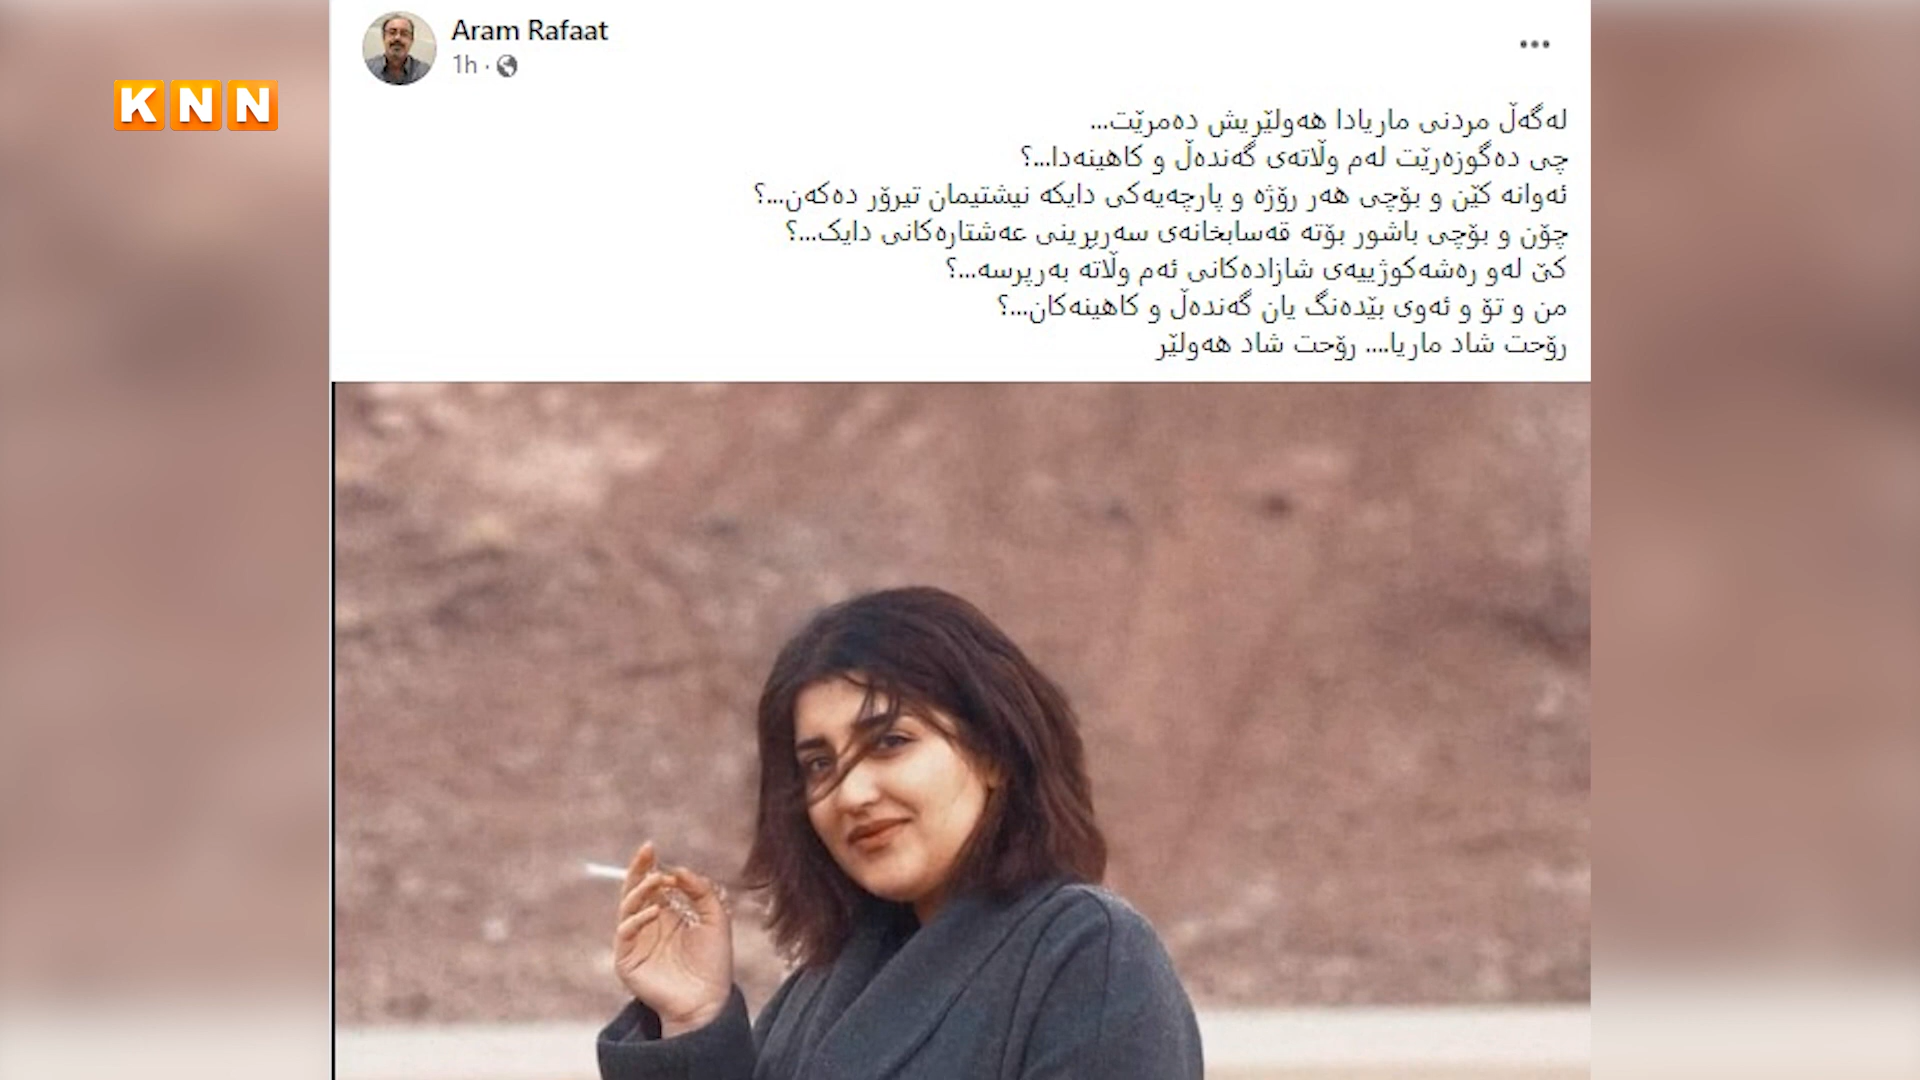 KNN
Aram Rafaat
1h ·
لەگەڵ مردنی ماریادا هەولێریش دەمرێت...
چی دەگوزەرێت لەم وڵاتەی گەندەڵ و کاهینەدا...؟
ئەوانە کێن و بۆچی هەر رۆژە و پارچەیەکی دایکە نیشتیمان تیرۆر دەکەن...؟
چۆن و بۆچی باشور بۆتە قەسابخانەی سەربڕینی عەشتارەکانی دایک...؟
کێ لەو رەشەکوژییەی شازادەکانی ئەم وڵاتە بەرپرسە...؟
من و تۆ و ئەوی بێدەنگ یان گەندەڵ و کاهینەکان...؟
رۆحت شاد ماریا.... رۆحت شاد هەولێر